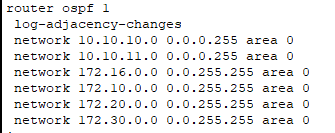 router ospf 1
log-adjacency-changes
network 10.10.10.0 0.0.0.255 area 0
network 10.10.11.0 0.0.0.255 area 0
network 172.16.0.0 0.0.255.255 area 0
network 172.10.0.0 0.0.255.255 area 0
network 172.20.0.0 0.0.255.255 area 0
network 172.30.0.0 0.0.255.255 area 0